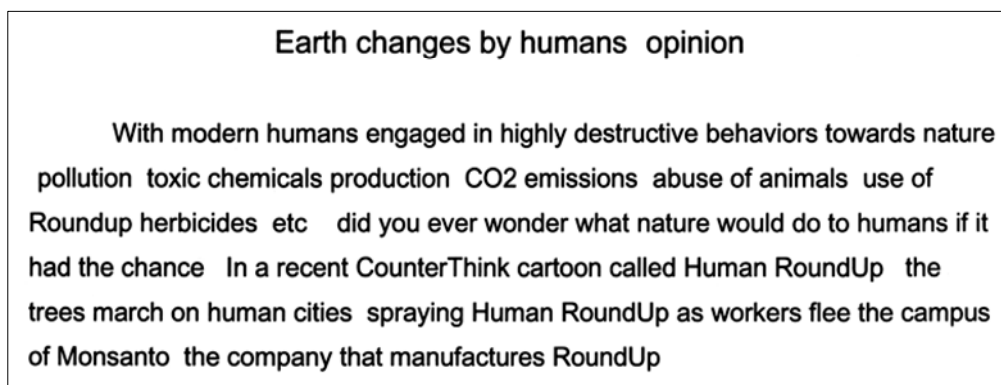 Earth changes by humans  opinion
With modern humans engaged in highly destructive behaviors towards nature
pollution  toxic chemicals production  CO2 emissions  abuse of animals  use of
Roundup herbicides  etc    did you ever wonder what nature would do to humans if it
had the chance   In a recent CounterThink cartoon called Human RoundUp   the
trees march on human cities  spraying Human RoundUp as workers flee the campus
of Monsanto  the company that manufactures RoundUp